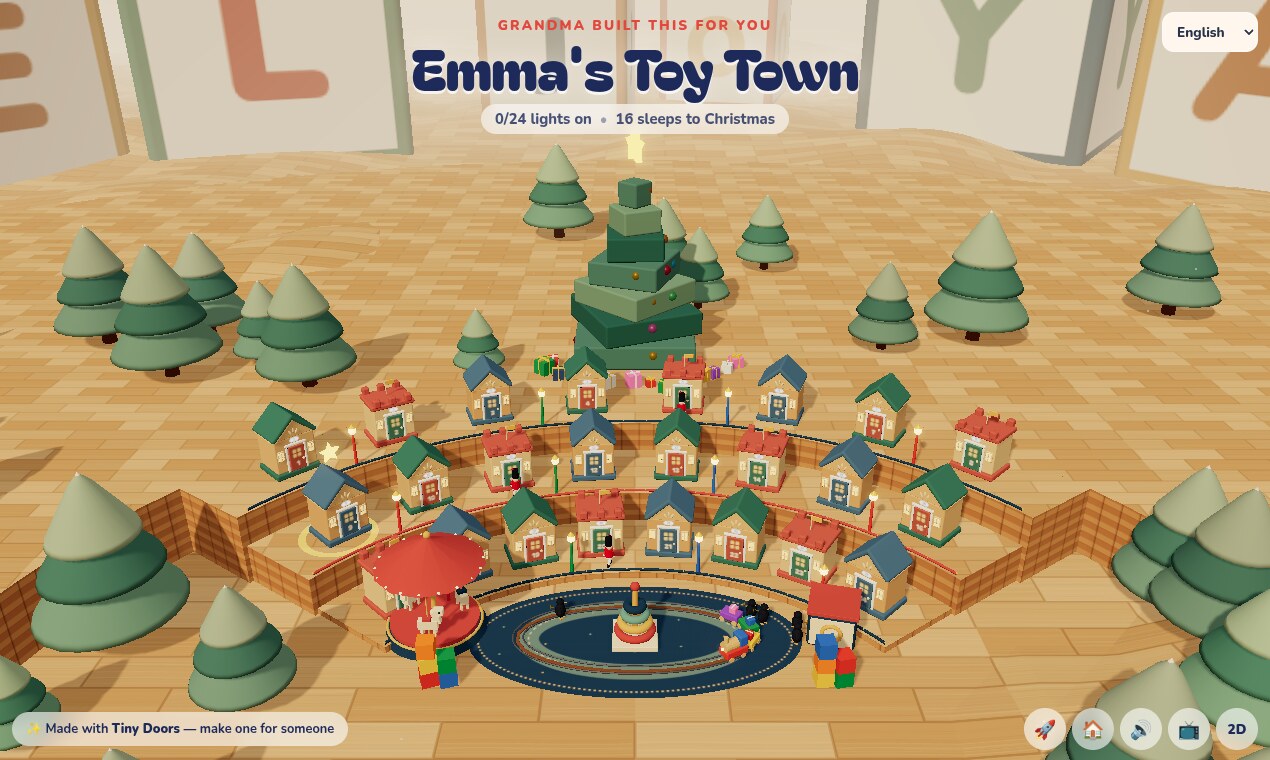 GRANDMA BUILT THIS FOR YOU
English
Emma's Toy Town
0/24 lights on • 16 sleeps to Christmas
E L Y A
✨ Made with Tiny Doors — make one for someone
2D